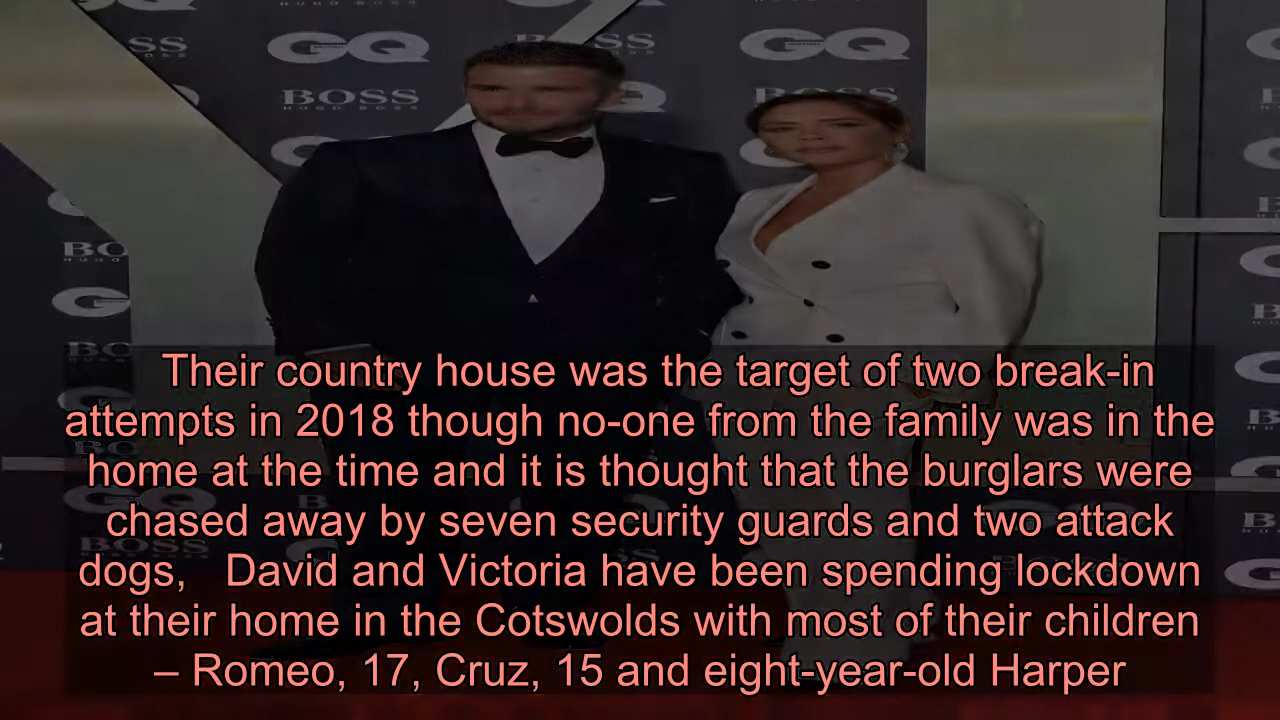 GQ
BOSS
HUGO BOSS
GQ
BOSS
HUGO BOSS
Their country house was the target of two break-in
attempts in 2018 though no-one from the family was in the
home at the time and it is thought that the burglars were
chased away by seven security guards and two attack
dogs,   David and Victoria have been spending lockdown
at their home in the Cotswolds with most of their children
– Romeo, 17, Cruz, 15 and eight-year-old Harper